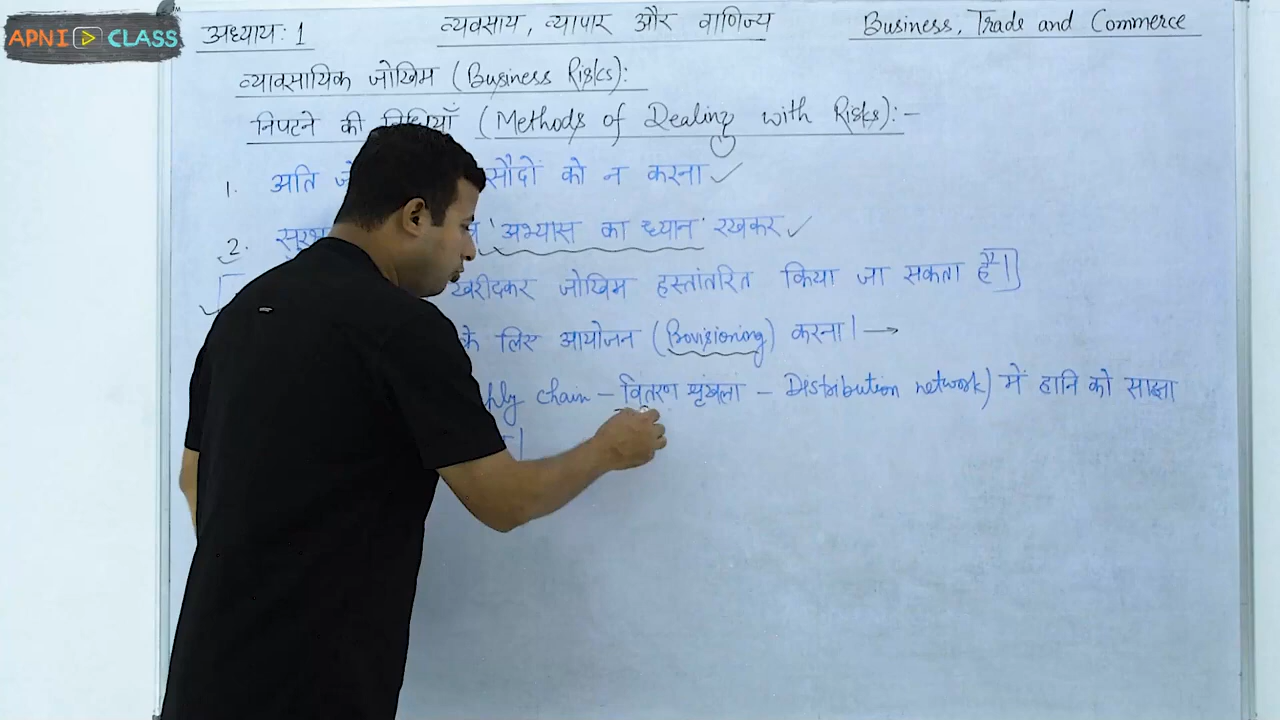 APNI CLASS
अध्याय: 1 व्यवसाय, व्यापार और वाणिज्य Business, Trade and Commerce
व्यावसायिक जोखिम (Business Risks):
निपटने की विधियाँ (Methods of Dealing with Risks):-
1. अति सौदों को न करना
2. 'अभ्यास का ध्यान' रखकर
खरीदकर जोखिम हस्तांतरित किया जा सकता है।]
के लिए आयोजन (Provisioning) करना। →
chain - वितरण शृंखला - Distribution network) में हानि को साझा